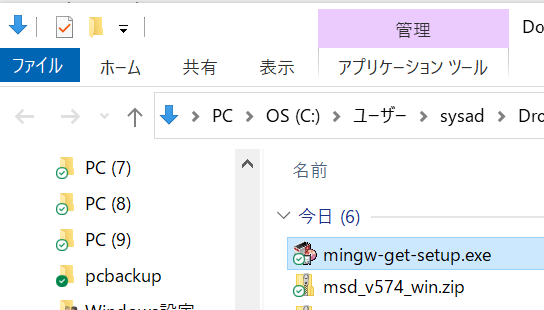 管理
Do
ファイル ホーム 共有 表示 アプリケーション ツール
PC OS (C:) ユーザー sysad Dro
PC (7)
名前
PC (8)
今日 (6)
PC (9)
mingw-get-setup.exe
pcbackup
msd_v574_win.zip
Windows設定